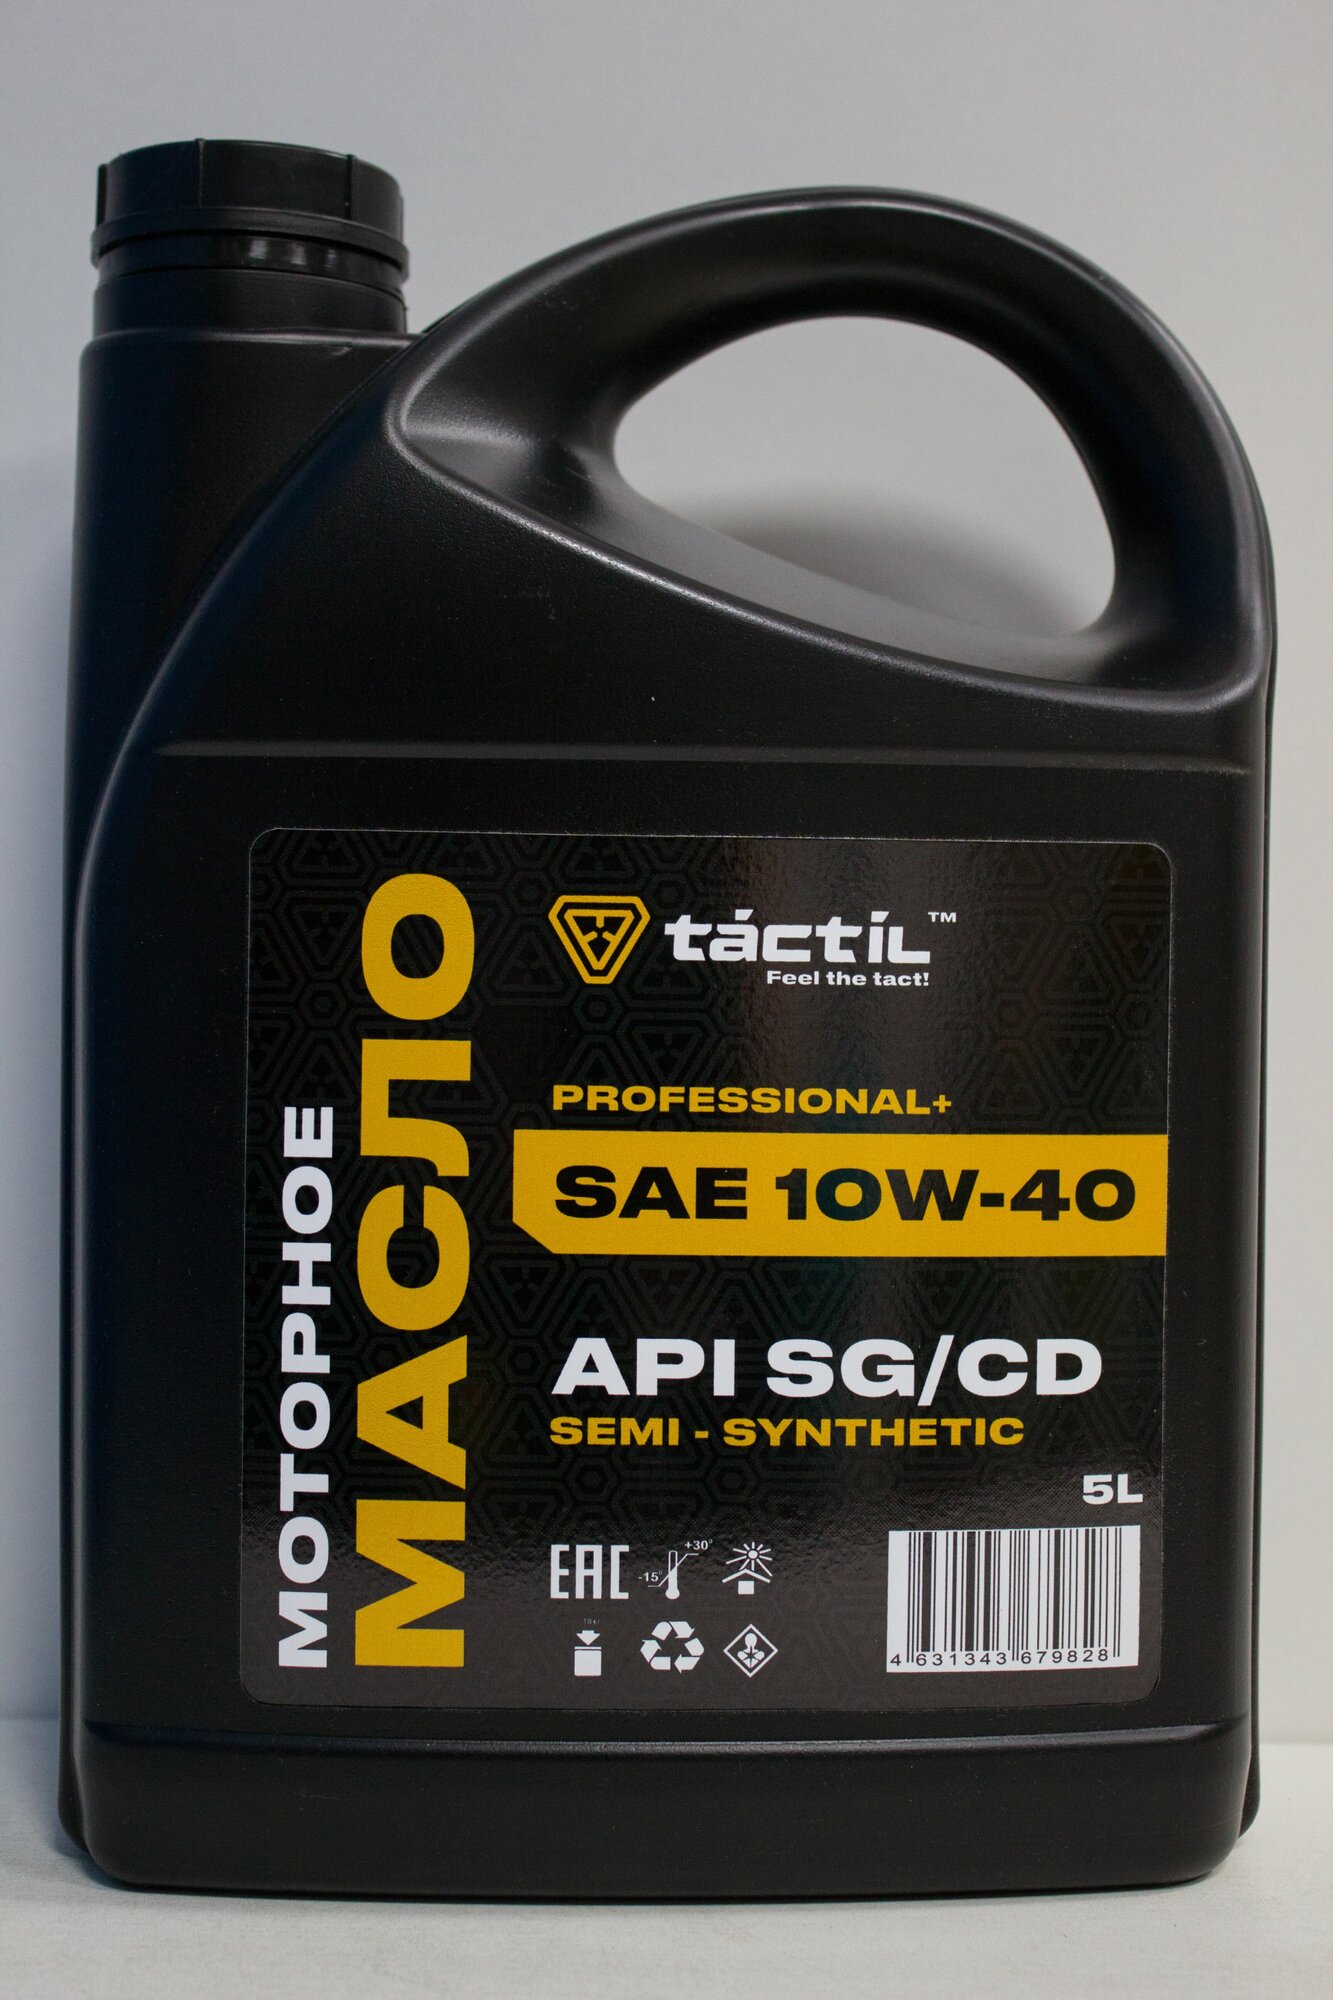 МОТОРНОЕ
МАСЛО
táctíL™
Feel the tact!
PROFESSIONAL+
SAE 10W-40
API SG/CD
SEMI - SYNTHETIC
5L
EAC
+30°
-15°
4 631343 679828